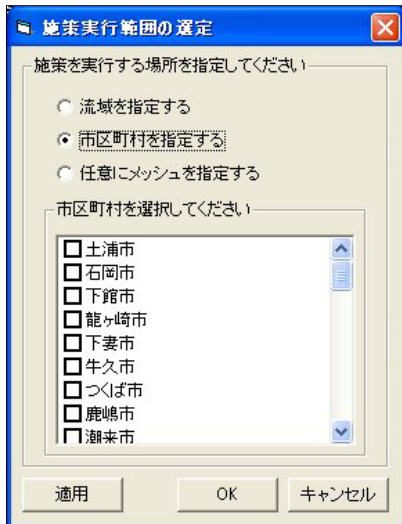 施策実行範囲の選定
施策を実行する場所を指定してください
流域を指定する
市区町村を指定する
任意にメッシュを指定する
市区町村を選択してください
土浦市
石岡市
下館市
龍ヶ崎市
下妻市
牛久市
つくば市
鹿嶋市
潮来市
適用
OK
キャンセル